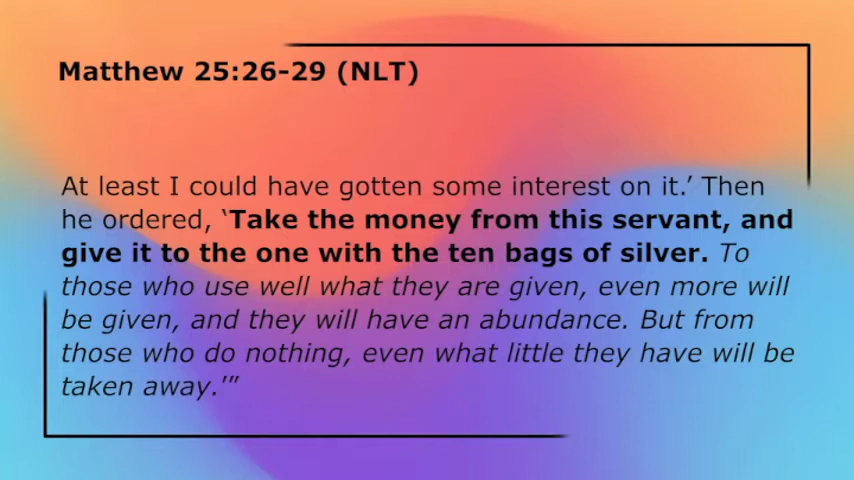 Matthew 25:26-29 (NLT)
At least I could have gotten some interest on it.’ Then
he ordered, ‘Take the money from this servant, and
give it to the one with the ten bags of silver. To
those who use well what they are given, even more will
be given, and they will have an abundance. But from
those who do nothing, even what little they have will be
taken away.'”